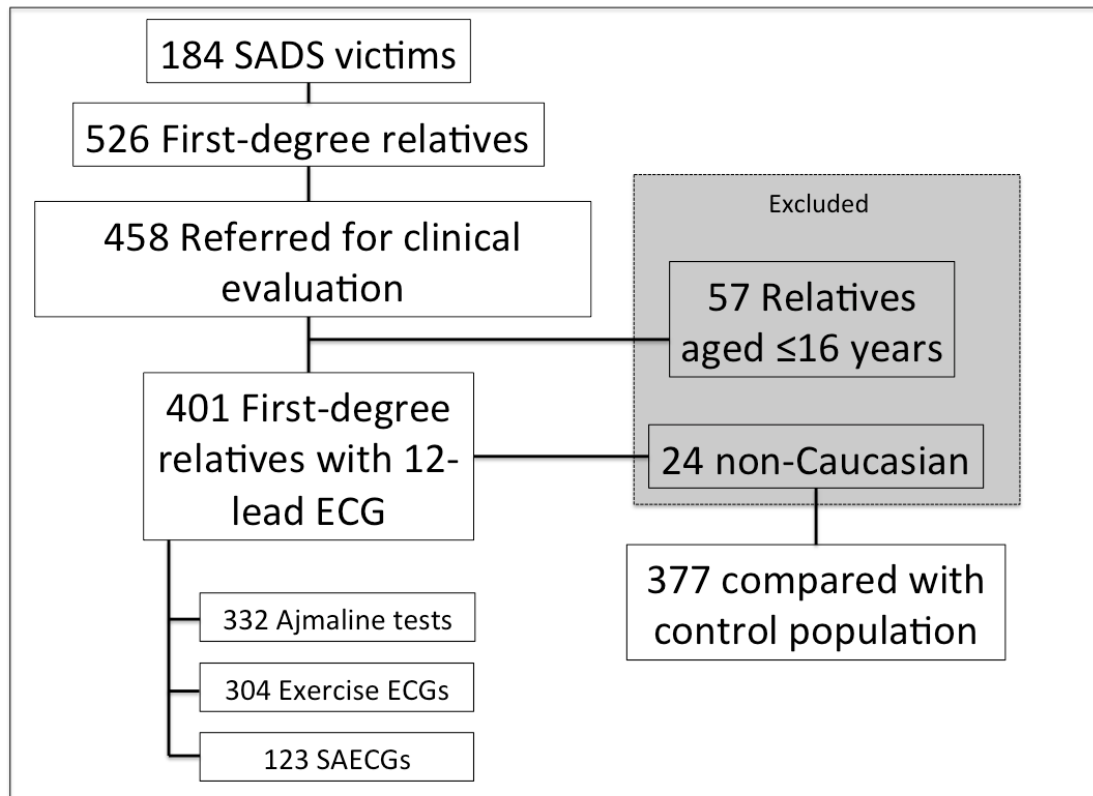 184 SADS victims
526 First-degree relatives
458 Referred for clinical
evaluation
Excluded
57 Relatives
aged ≤16 years
401 First-degree
relatives with 12-
lead ECG
24 non-Caucasian
377 compared with
control population
332 Ajmaline tests
304 Exercise ECGs
123 SAECGs